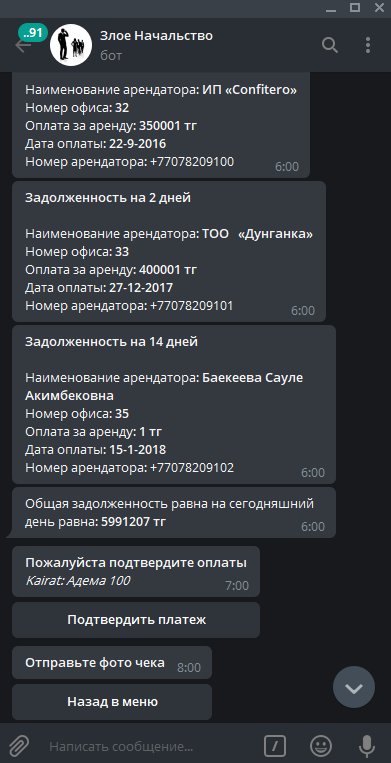 ..91
Злое Начальство
бот
Наименование арендатора: ИП «Confitero»
Номер офиса: 32
Оплата за аренду: 350001 тг
Дата оплаты: 22-9-2016
Номер арендатора: +77078209100
6:00
Задолженность на 2 дней
Наименование арендатора: ТОО «Дунганка»
Номер офиса: 33
Оплата за аренду: 400001 тг
Дата оплаты: 27-12-2017
Номер арендатора: +77078209101
6:00
Задолженность на 14 дней
Наименование арендатора: Баекеева Сауле
Акимбековна
Номер офиса: 35
Оплата за аренду: 1 тг
Дата оплаты: 15-1-2018
Номер арендатора: +77078209102
6:00
Общая задолженность равна на сегодняшний
день равна: 5991207 тг
6:00
Пожалуйста подтвердите оплаты
Kairat: Адема 100
7:00
Подтвердить платеж
Отправьте фото чека
8:00
Назад в меню
Написать сообщение...